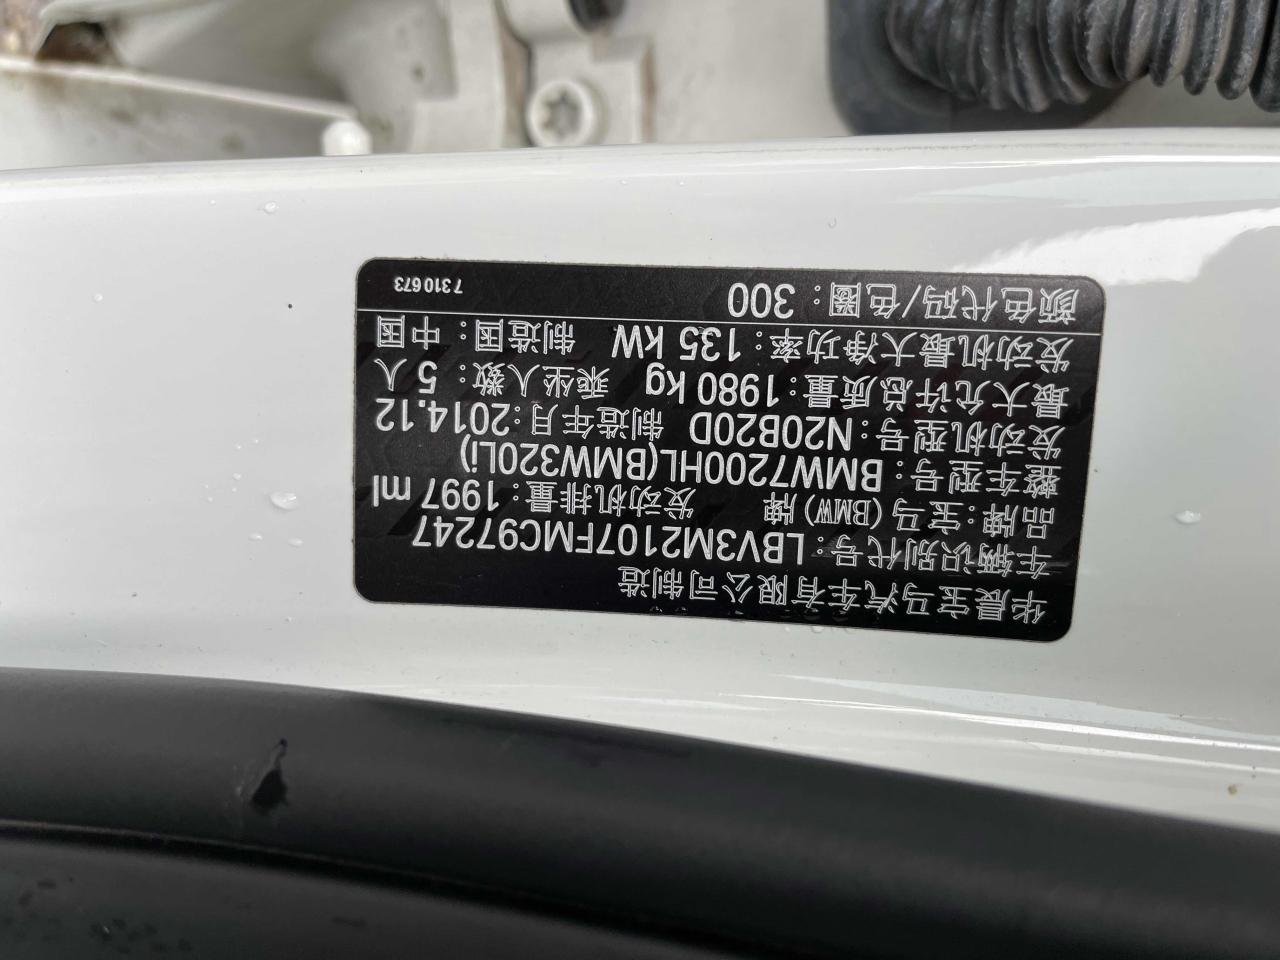 华晨宝马汽车有限公司制造
车辆识别代号：LBV3M2107FMC97247
品牌：宝马（BMW）牌 发动机排量：1997 ml
整车型号：BMW7200HL(BMW320Li)
发动机型号：N20B20D 制造年月：2014.12
最大允许总质量：1980 kg 乘坐人数：5 人
发动机最大净功率：135 kW 制造国：中国
颜色代码/色圈：300 7310673